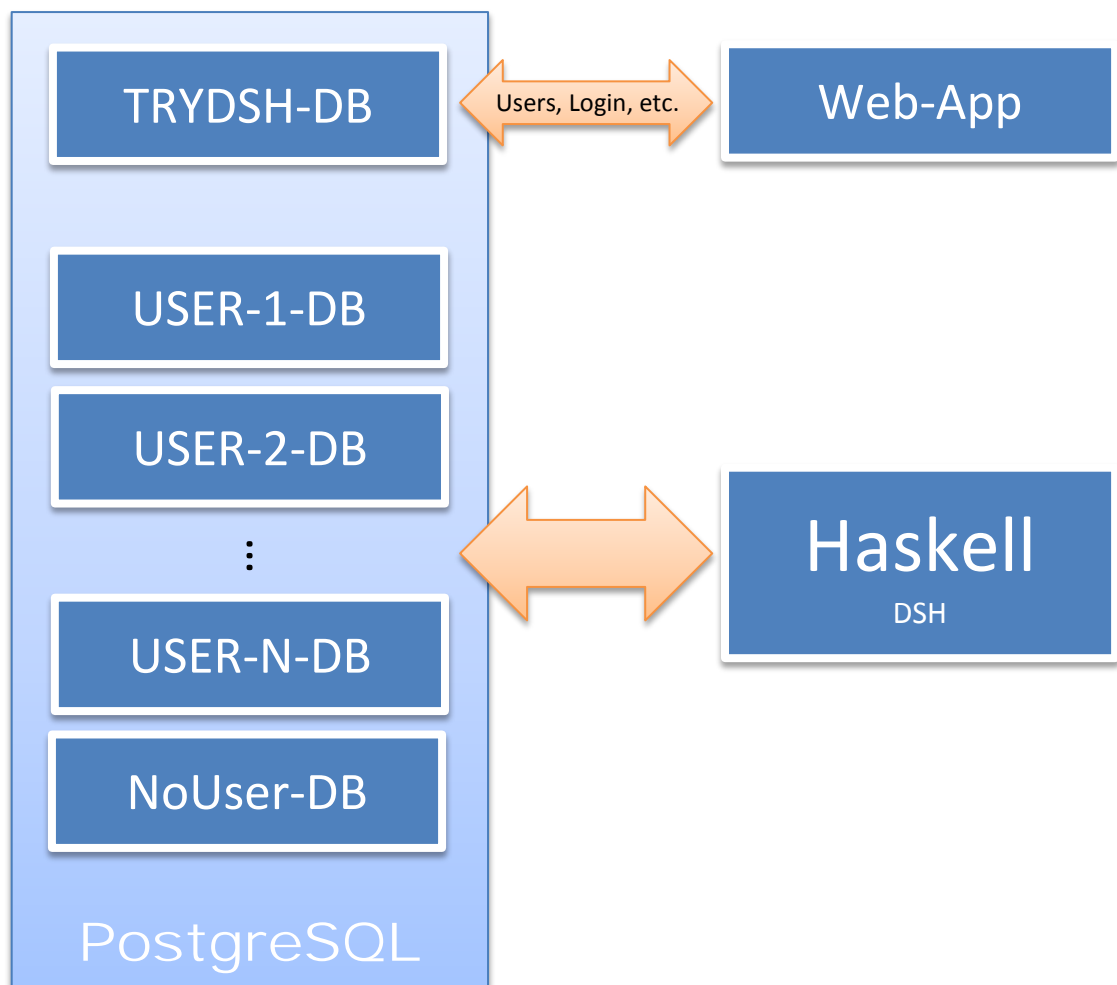 TRYDSH-DB
Users, Login, etc.
Web-App
USER-1-DB
USER-2-DB
...
USER-N-DB
NoUser-DB
Haskell
DSH
PostgreSQL